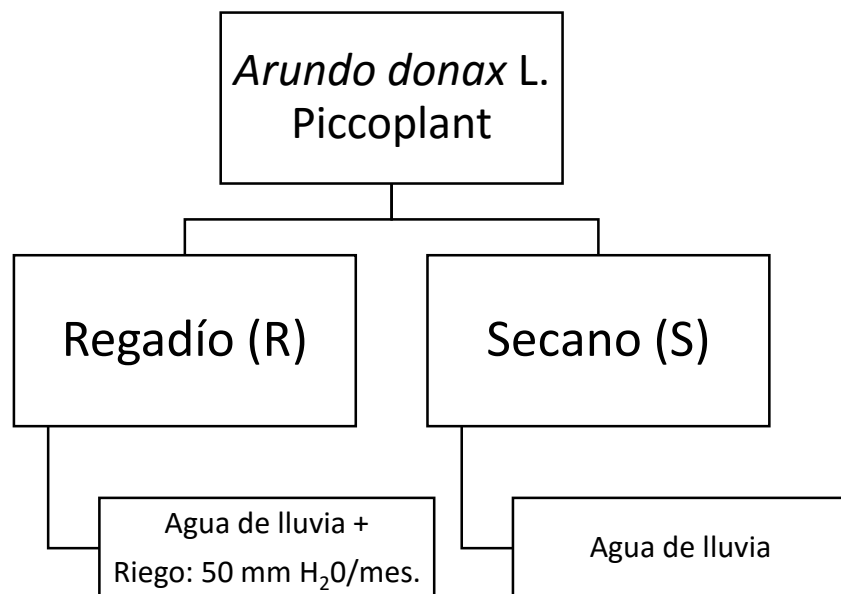 Arundo donax L.
Piccoplant
Regadío (R)
Secano (S)
Agua de lluvia +
Riego: 50 mm H₂0/mes.
Agua de lluvia